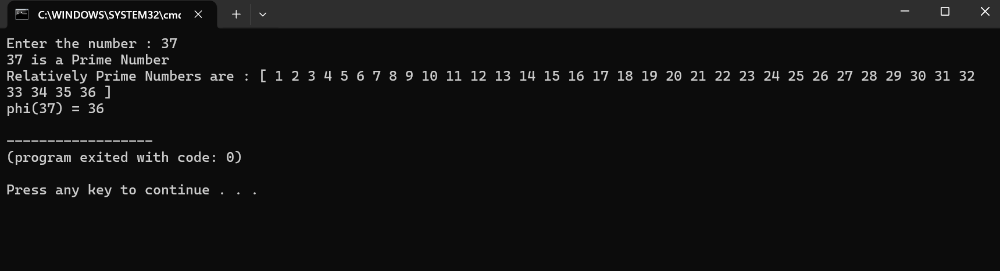 C:\WINDOWS\SYSTEM32\cmc
Enter the number : 37
37 is a Prime Number
Relatively Prime Numbers are : [ 1 2 3 4 5 6 7 8 9 10 11 12 13 14 15 16 17 18 19 20 21 22 23 24 25 26 27 28 29 30 31 32
33 34 35 36 ]
phi(37) = 36
------------------
(program exited with code: 0)
Press any key to continue . . .